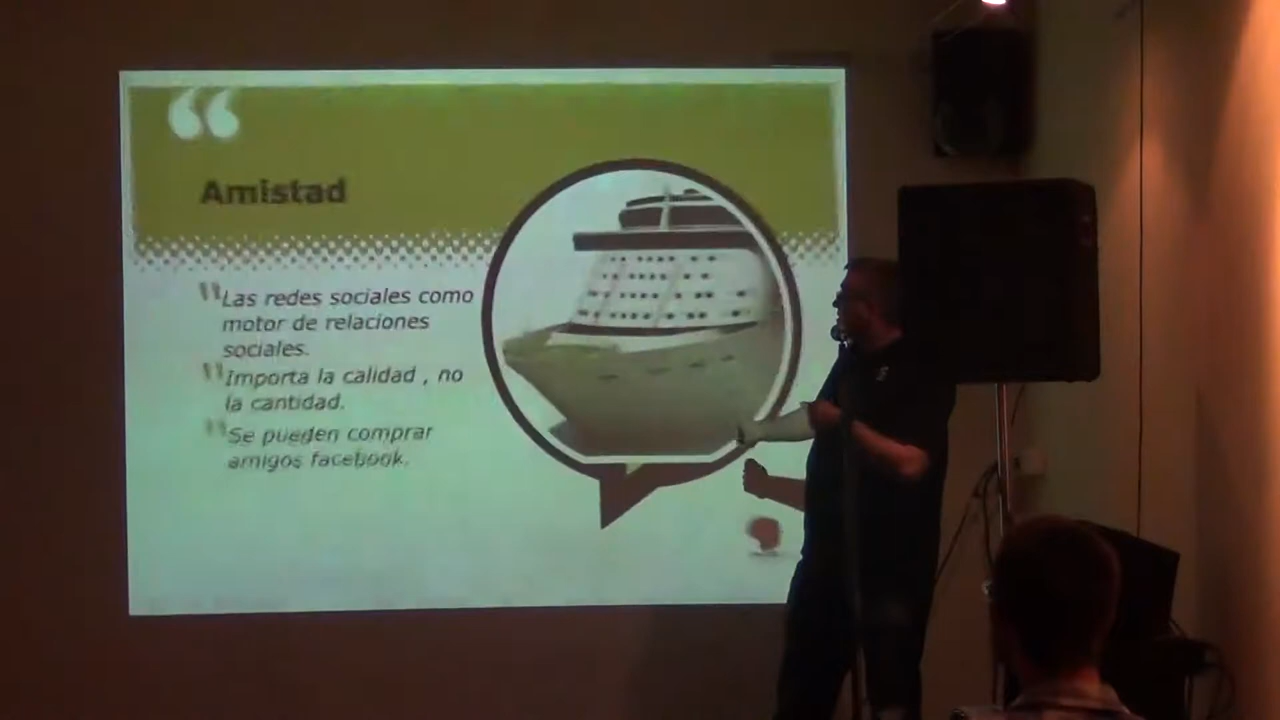 Amistad
Las redes sociales como
motor de relaciones
sociales.
Importa la calidad , no
la cantidad.
Se pueden comprar
amigos facebook.